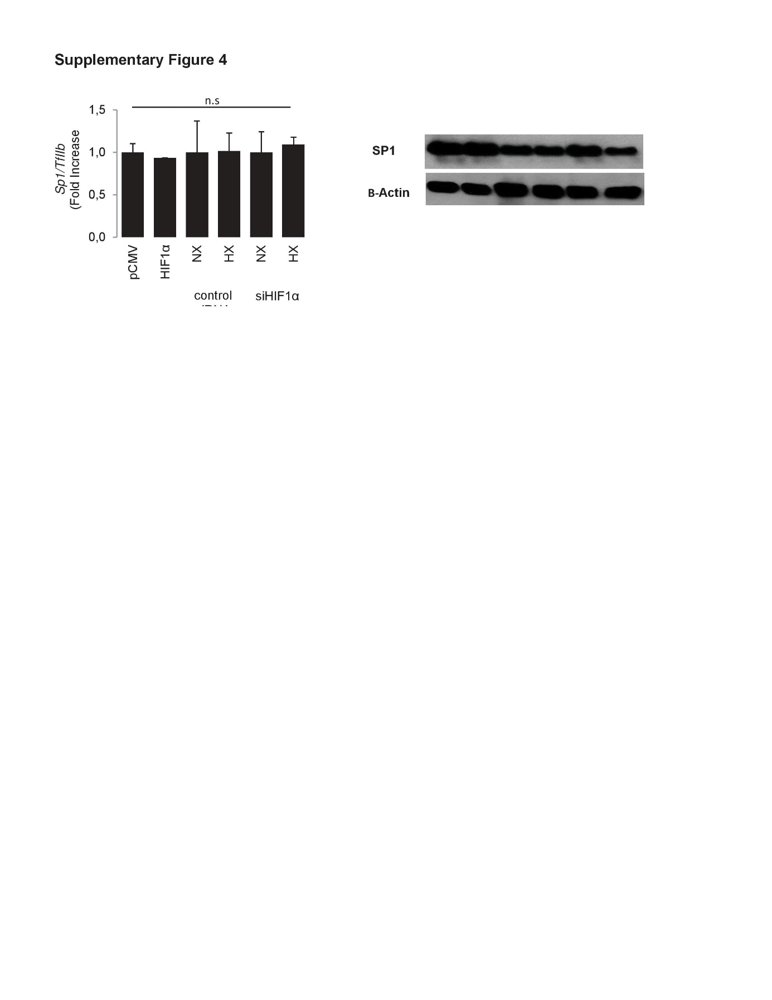 Supplementary Figure 4
n.s
1,5
1,0
0,5
0,0
Sp1/TfIIb
(Fold Increase
pCMV
HIF1α
NX
HX
NX
HX
control
siHIF1α
SP1
B-Actin